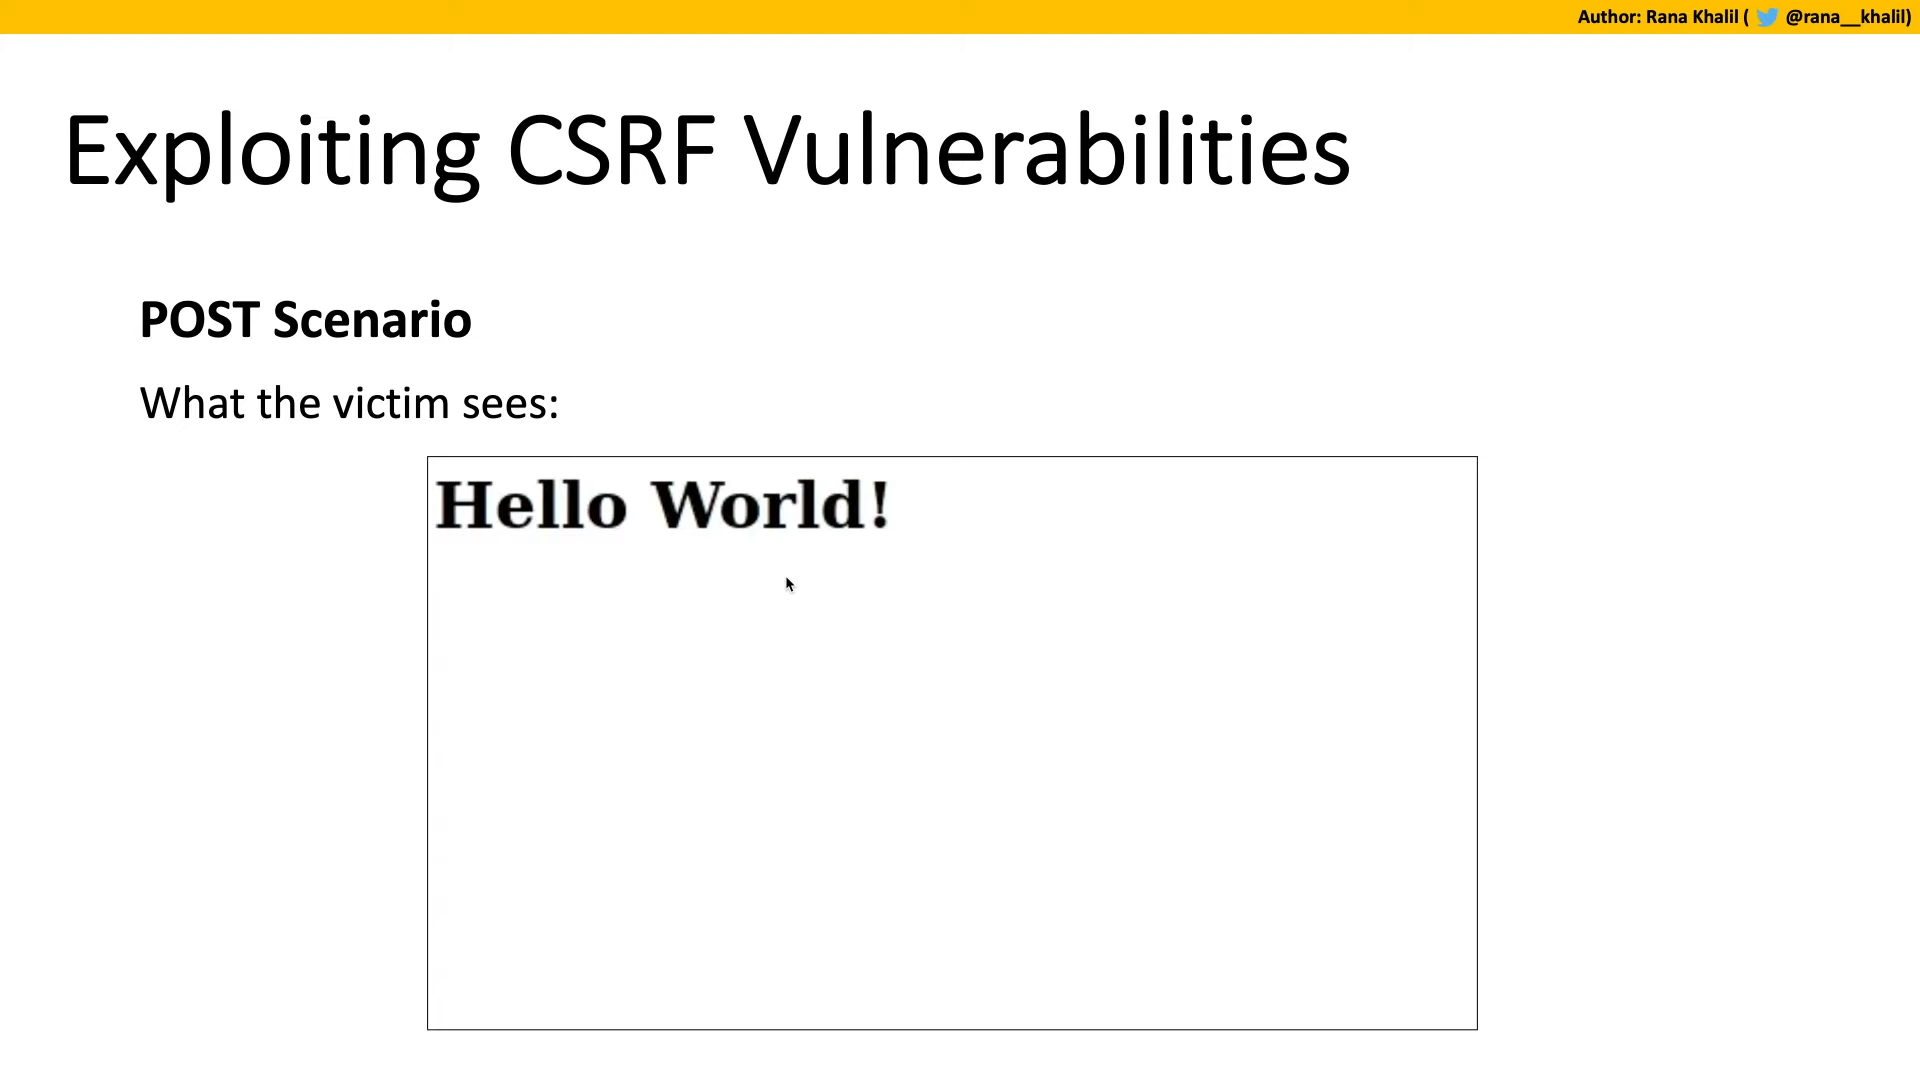 Author: Rana Khalil ( @rana__khalil)
Exploiting CSRF Vulnerabilities
POST Scenario
What the victim sees:
Hello World!